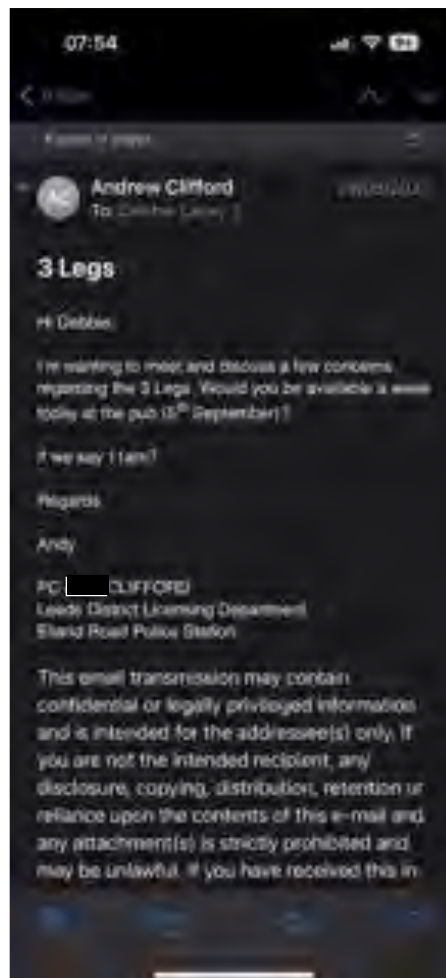 07:54
Andrew Clifford
To:
3 Legs
Hi Debbie,
I'm wanting to meet and discuss a few concerns
regarding the 3 Legs. Would you be available a week
today at the pub (5th September)?
If we say 11am?
Regards
Andy
PC CLIFFORD
Leeds District Licensing Department
Elland Road Police Station
This email transmission may contain
confidential or legally privileged information
and is intended for the addressee(s) only. If
you are not the intended recipient, any
disclosure, copying, distribution, retention or
reliance upon the contents of this e-mail and
any attachment(s) is strictly prohibited and
may be unlawful. If you have received this in